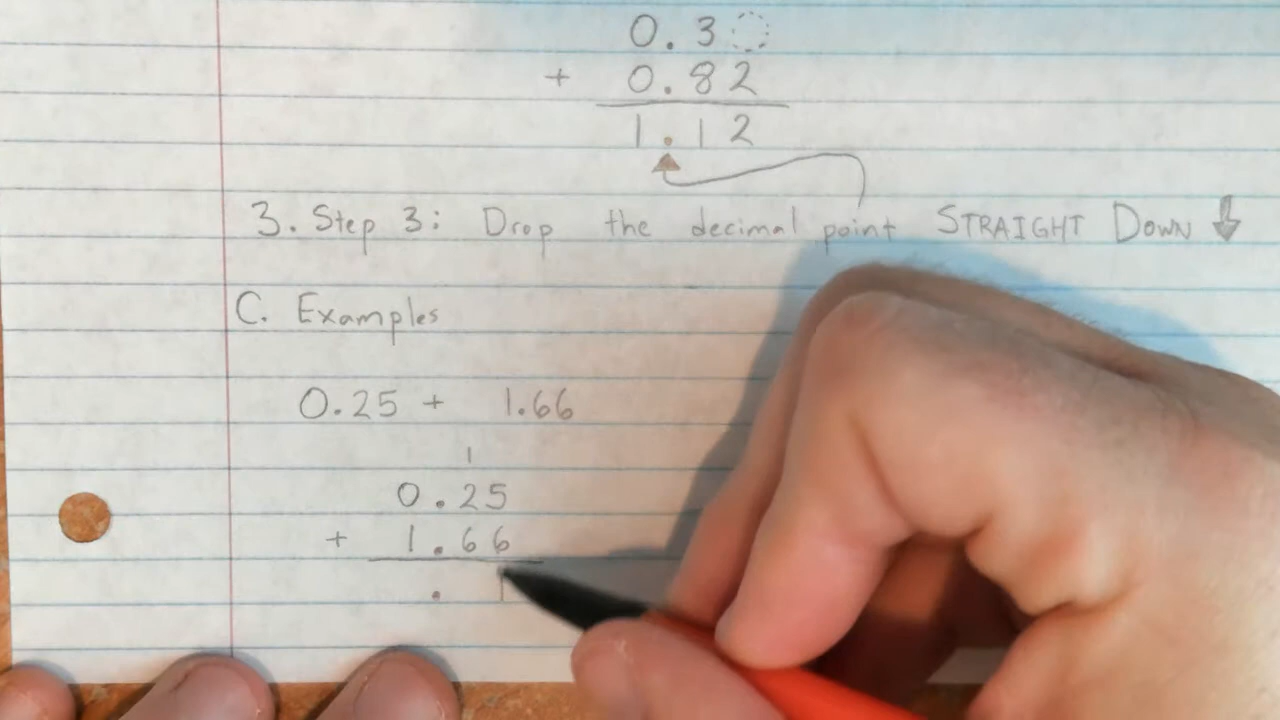 0.3
+ 0.82
1.12
3. Step 3: Drop the decimal point STRAIGHT DOWN ↓
C. Examples
0.25 + 1.66
1
0.25
+ 1.66
. 1